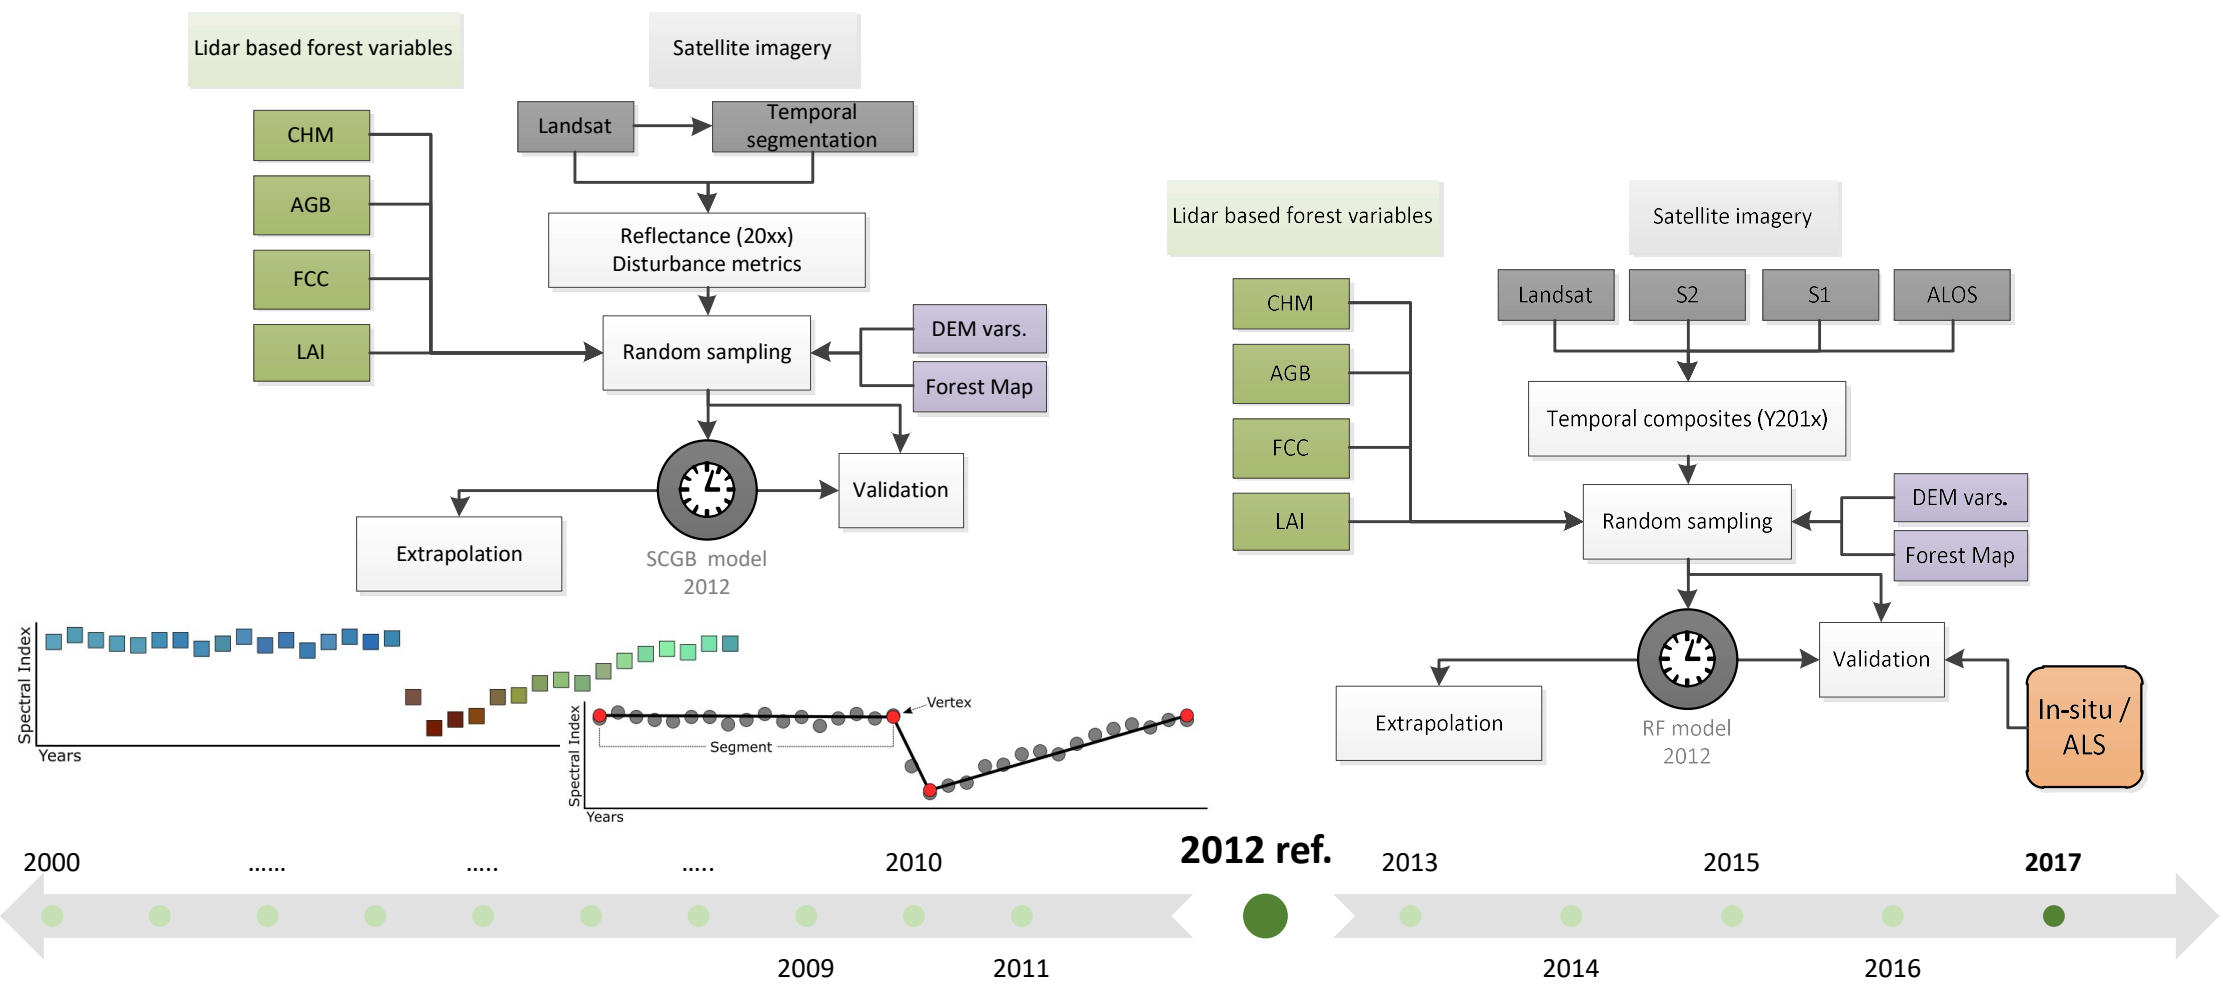 Lidar based forest variables
Satellite imagery
CHM
AGB
FCC
LAI
Landsat
Temporal
segmentation
Reflectance (20xx)
Disturbance metrics
Random sampling
DEM vars.
Forest Map
Validation
Extrapolation
SCGB model
2012
Spectral Index
Years
Spectral Index
Years
Segment
Vertex
Lidar based forest variables
Satellite imagery
CHM
AGB
FCC
LAI
Landsat
S2
S1
ALOS
Temporal composites (Y201x)
Random sampling
DEM vars.
Forest Map
Validation
Extrapolation
RF model
2012
In-situ /
ALS
2000
......
.....
.....
2010
2012 ref.
2013
2015
2017
2009
2011
2014
2016